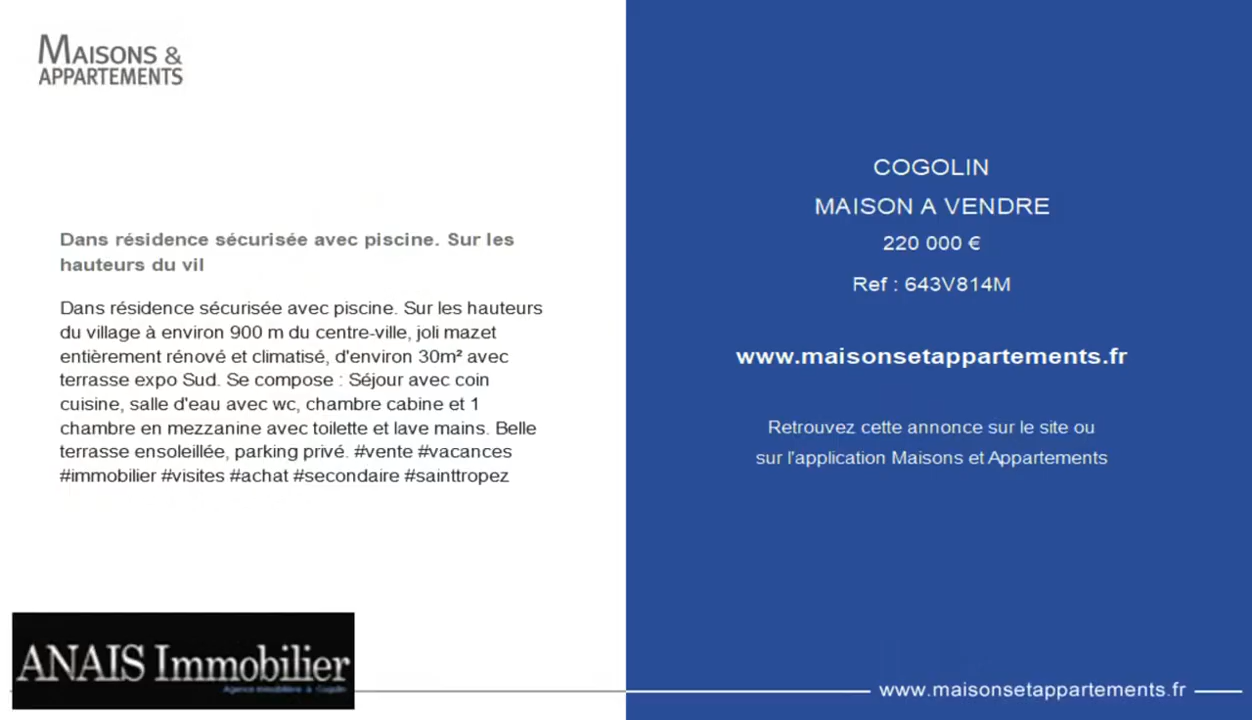 MAISONS &
APPARTEMENTS
Dans résidence sécurisée avec piscine. Sur les
hauteurs du vil
Dans résidence sécurisée avec piscine. Sur les hauteurs
du village à environ 900 m du centre-ville, joli mazet
entièrement rénové et climatisé, d'environ 30m² avec
terrasse expo Sud. Se compose : Séjour avec coin
cuisine, salle d'eau avec wc, chambre cabine et 1
chambre en mezzanine avec toilette et lave mains. Belle
terrasse ensoleillée, parking privé. #vente #vacances
#immobilier #visites #achat #secondaire #sainttropez
ANAIS Immobilier
Agence immobilière à Cogolin
COGOLIN
MAISON A VENDRE
220 000 €
Ref : 643V814M
www.maisonsetappartements.fr
Retrouvez cette annonce sur le site ou
sur l'application Maisons et Appartements
www.maisonsetappartements.fr